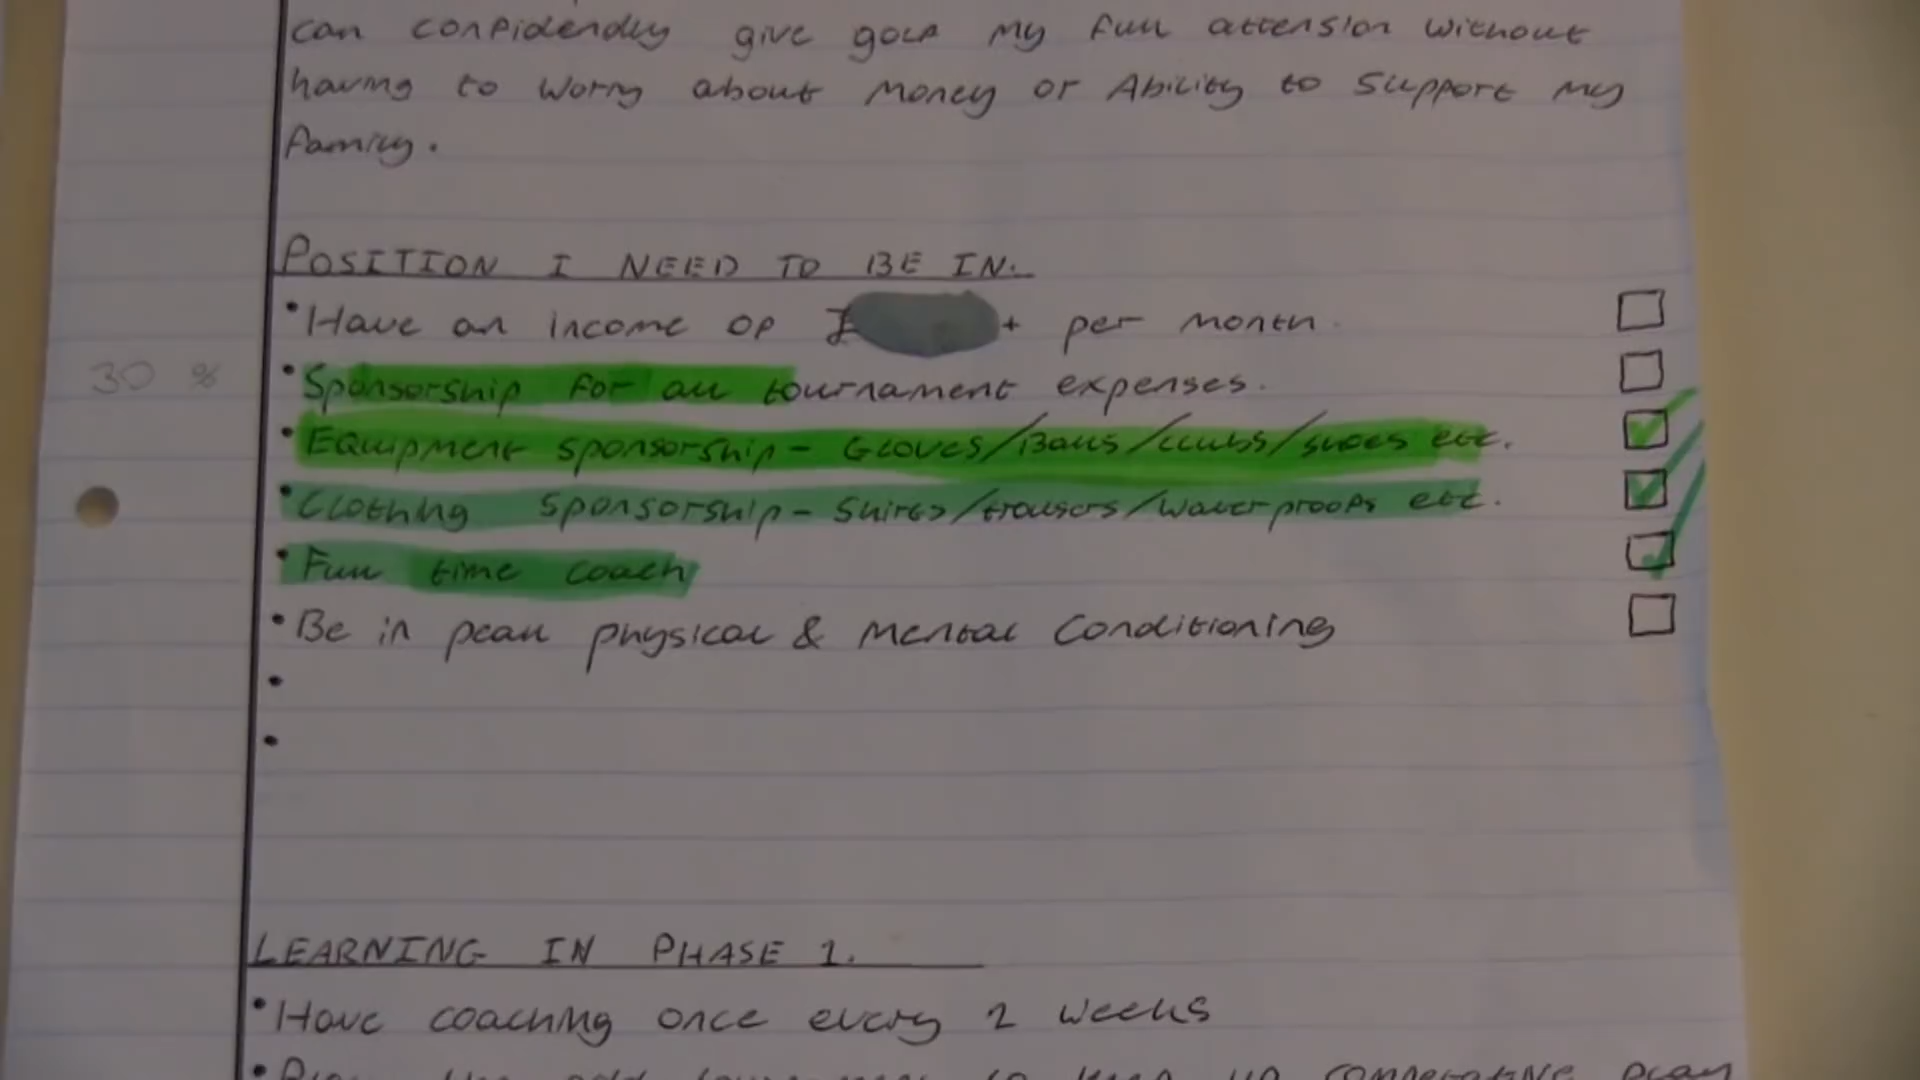 can confidendly give golf my full attension without
having to worry about Money or Ability to Support my
family.
POSITION I NEED TO BE IN.
•Have an income of £ + per month.
30 %
•Sponsorship for all tournament expenses.
•Equipment sponsorship - Gloves/Balls/clubs/shoes etc.
•Clothing Sponsorship - Shirts/trousers/waterproofs etc.
•Full time coach
•Be in peak physical & Mental Conditioning
•
•
LEARNING IN PHASE 1.
•Have coaching once every 2 weeks
•